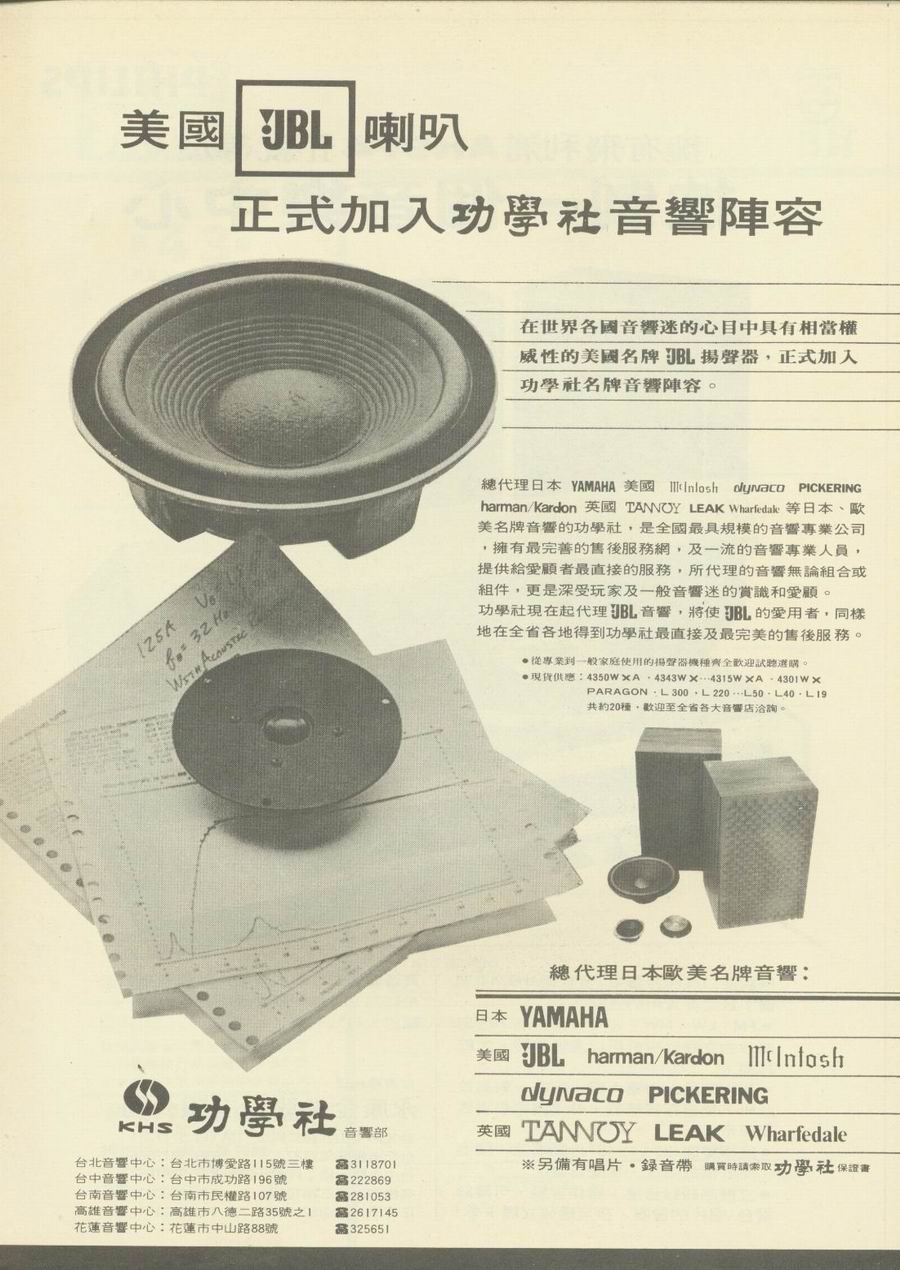 美國 JBL 喇叭
正式加入功學社音響陣容
在世界各國音響迷的心目中具有相當權
威性的美國名牌 JBL 揚聲器,正式加入
功學社名牌音響陣容。
總代理日本 YAMAHA 美國 McIntosh dynaco PICKERING
harman/kardon 英國 TANNOY LEAK Wharfedale 等日本、歐
美名牌音響的功學社,是全國最具規模的音響專業公司
,擁有最完善的售後服務網,及一流的音響專業人員,
提供給愛顧者最直接的服務,所代理的音響無論組合或
組件,更是深受玩家及一般音響迷的賞識和愛顧。
功學社現在起代理 JBL 音響,將使 JBL 的愛用者,同樣
地在全省各地得到功學社最直接及最完美的售後服務。
●從專業到一般家庭使用的揚聲器機種齊全歡迎試聽選購。
●現貨供應:4350W X A · 4343W X ··· 4315W X A · 4301W X
PARAGON · L 300 · L 220 ··· L50 · L40 · L 19
共約20種,歡迎至全省各大音響店洽詢。
125A
f₀= 32 Hz
WITH ACOUSTIC
總代理日本歐美名牌音響:
日本 YAMAHA
美國 JBL harman/kardon McIntosh
dynaco PICKERING
英國 TANNOY LEAK Wharfedale
※另備有唱片·錄音帶 購買時請索取功學社保證書
KHS 功學社 音響部
台北音響中心:台北市博愛路115號三樓 ☎3118701
台中音響中心:台中市成功路196號 ☎222869
台南音響中心:台南市民權路107號 ☎281053
高雄音響中心:高雄市八德二路35號之1 ☎2617145
花蓮音響中心:花蓮市中山路88號 ☎325651